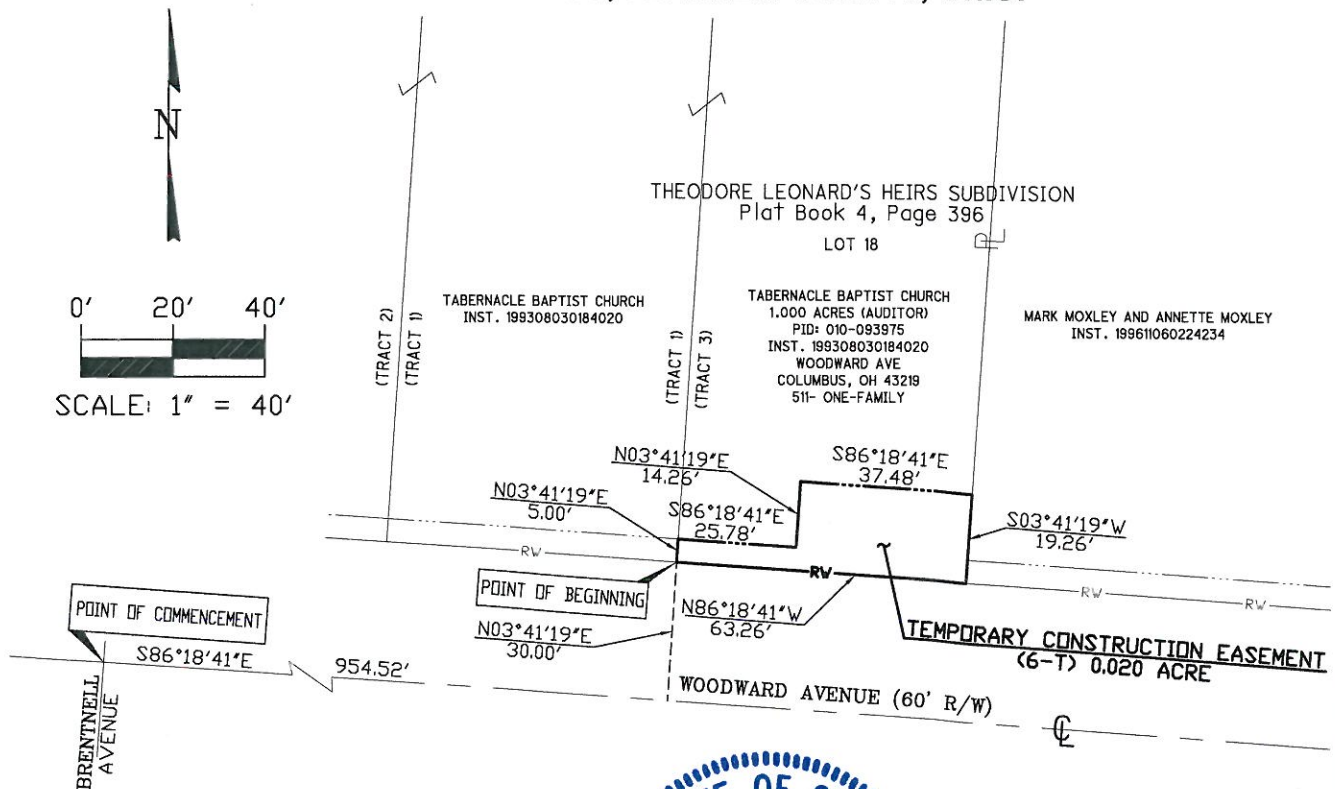 N
0' 20' 40'
SCALE: 1" = 40'
THEODORE LEONARD'S HEIRS SUBDIVISION
Plat Book 4, Page 396
LOT 18
PL
(TRACT 2)
(TRACT 1)
TABERNACLE BAPTIST CHURCH
INST. 199308030184020
(TRACT 1)
(TRACT 3)
TABERNACLE BAPTIST CHURCH
1.000 ACRES (AUDITOR)
PID: 010-093975
INST. 199308030184020
WOODWARD AVE
COLUMBUS, OH 43219
511- ONE-FAMILY
MARK MOXLEY AND ANNETTE MOXLEY
INST. 199611060224234
N03°41'19"E
14.26'
S86°18'41"E
37.48'
N03°41'19"E
5.00'
S86°18'41"E
25.78'
S03°41'19"W
19.26'
RW
RW
RW
RW
POINT OF BEGINNING
N86°18'41"W
63.26'
N03°41'19"E
30.00'
TEMPORARY CONSTRUCTION EASEMENT
(6-T) 0.020 ACRE
POINT OF COMMENCEMENT
S86°18'41"E
954.52'
WOODWARD AVENUE (60' R/W)
CL
BRENTNELL
AVENUE
OF